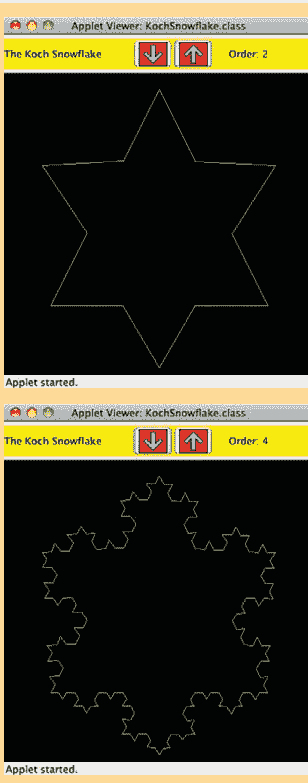 Applet Viewer: KochSnowflake.class
The Koch Snowflake Order: 2
Applet started.
Applet Viewer: KochSnowflake.class
The Koch Snowflake Order: 4
Applet started.